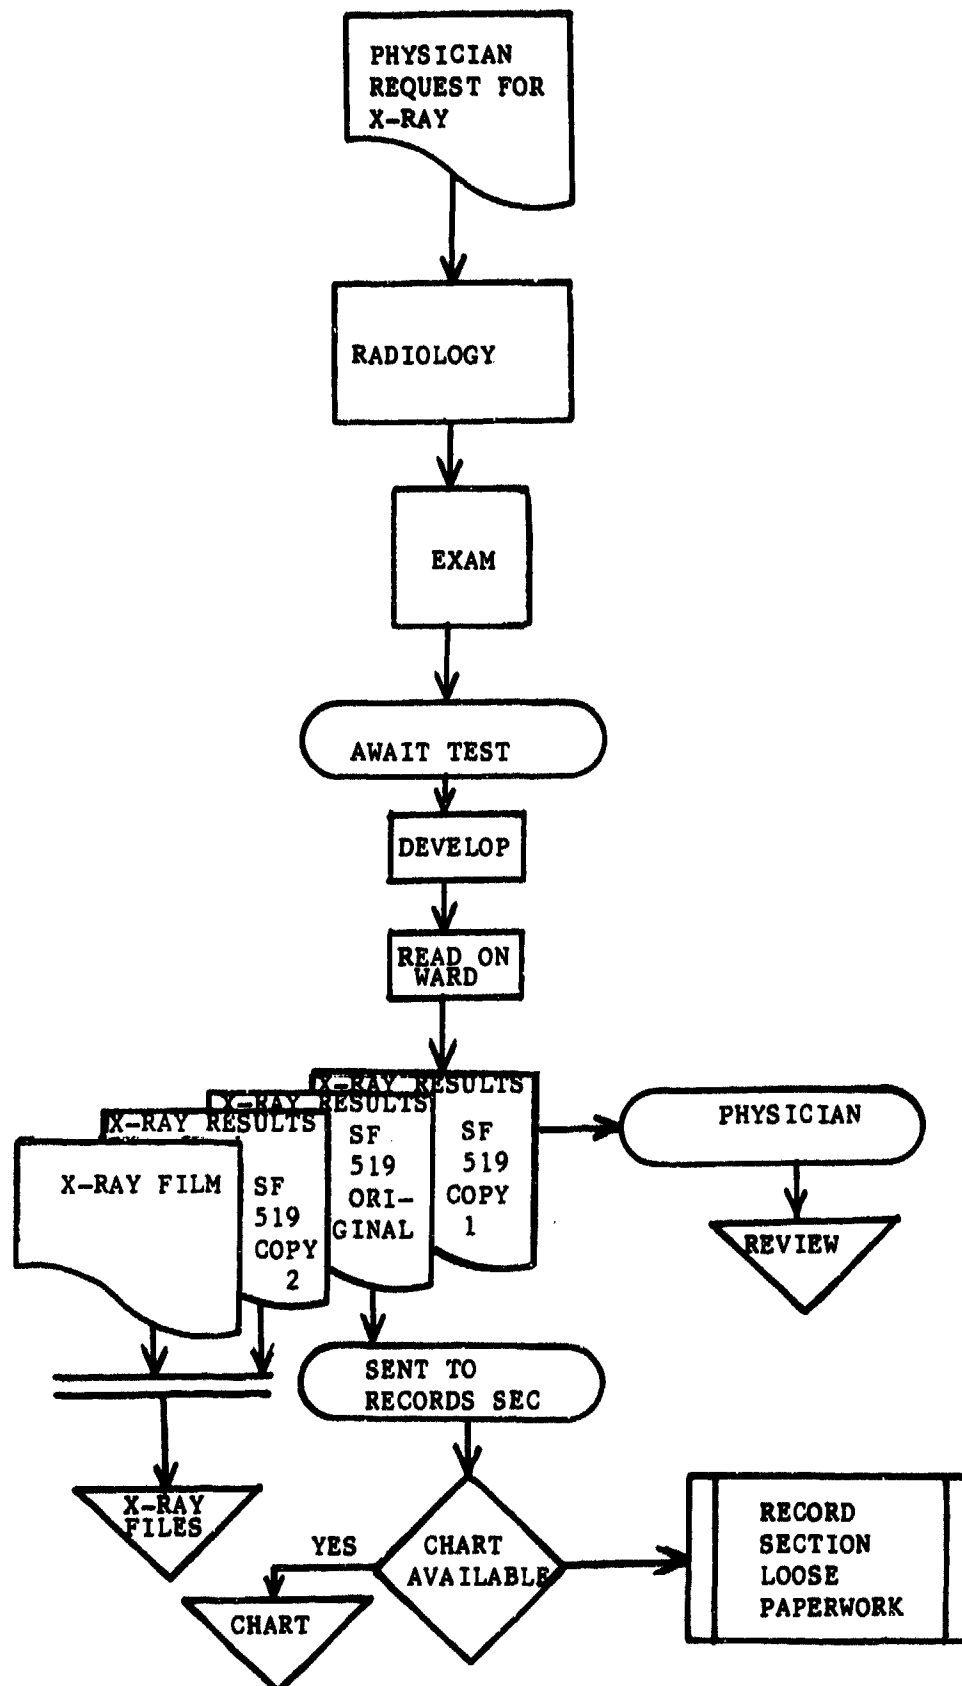 PHYSICIAN
REQUEST FOR
X-RAY
RADIOLOGY
EXAM
AWAIT TEST
DEVELOP
READ ON
WARD
X-RAY RESULTS
SF
519
COPY
1
X-RAY RESULTS
SF
519
ORI-
GINAL
X-RAY RESULTS
SF
519
COPY
2
X-RAY FILM
PHYSICIAN
REVIEW
SENT TO
RECORDS SEC
X-RAY
FILES
YES
CHART
AVAILABLE
CHART
RECORD
SECTION
LOOSE
PAPERWORK